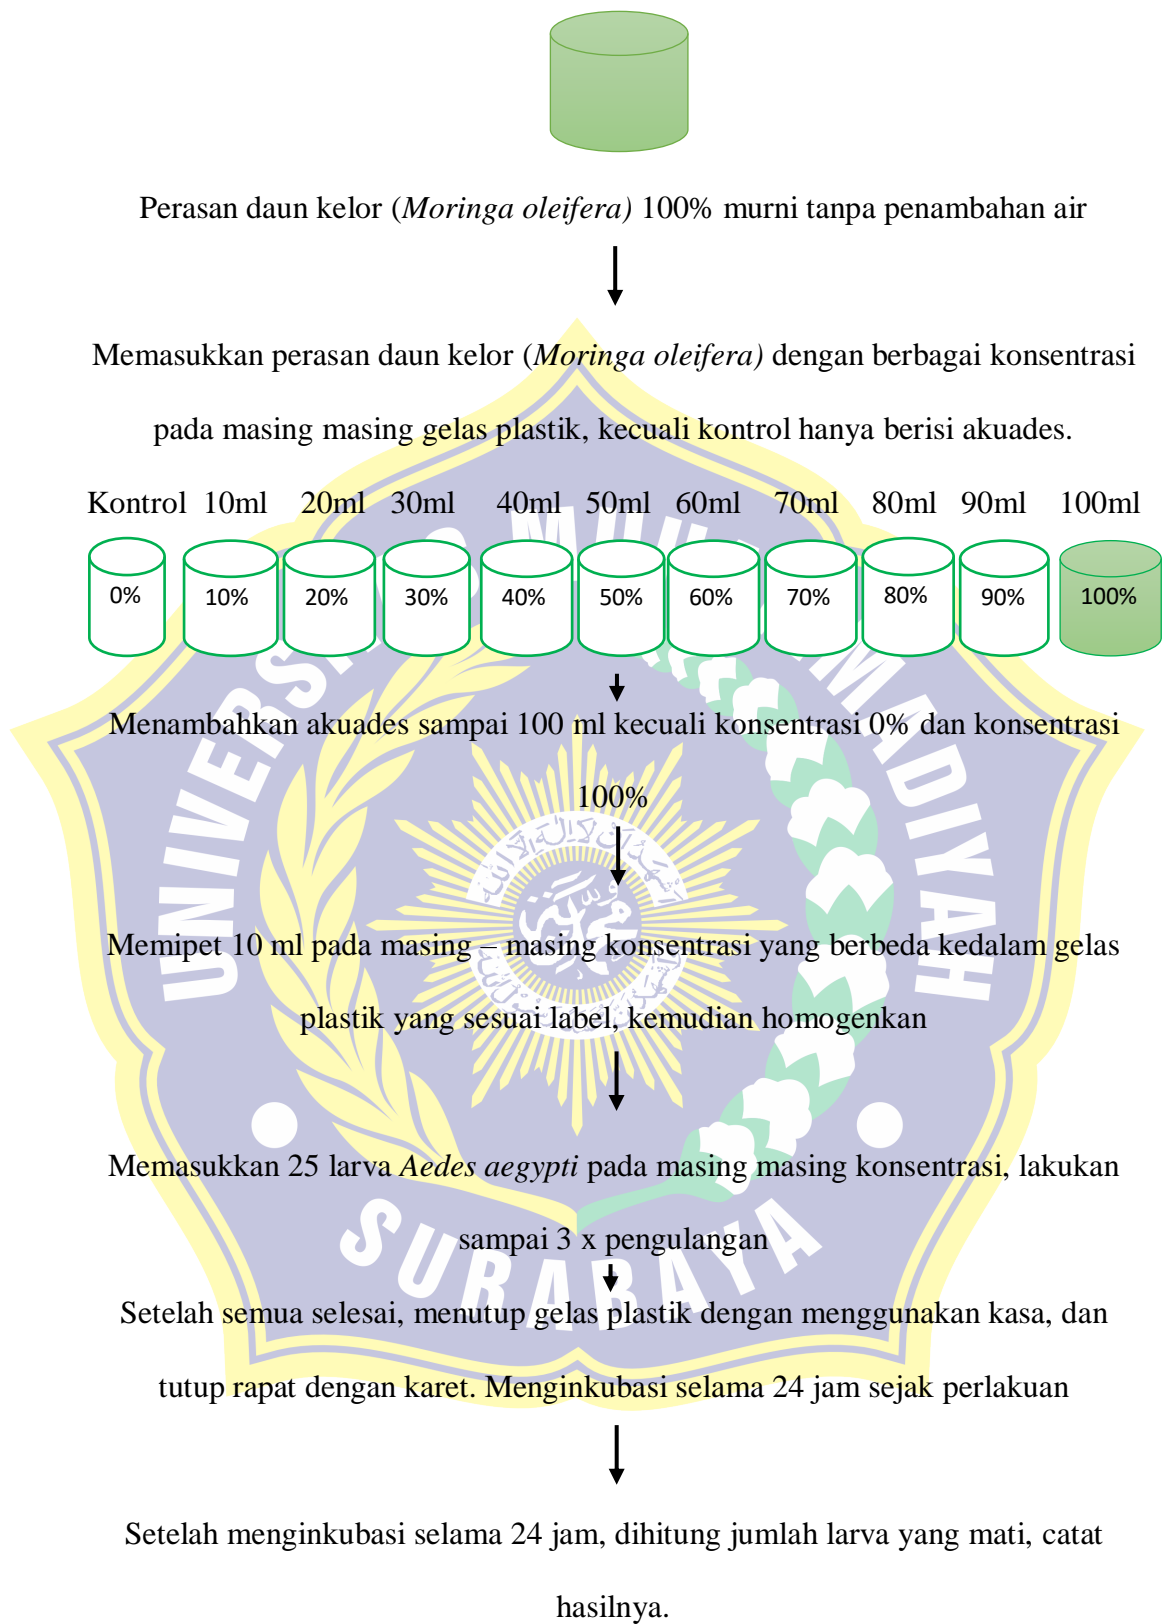 Perasan daun kelor (Moringa oleifera) 100% murni tanpa penambahan air
Memasukkan perasan daun kelor (Moringa oleifera) dengan berbagai konsentrasi
pada masing masing gelas plastik, kecuali kontrol hanya berisi akuades.
Kontrol 10ml 20ml 30ml 40ml 50ml 60ml 70ml 80ml 90ml 100ml
0% 10% 20% 30% 40% 50% 60% 70% 80% 90% 100%
Menambahkan akuades sampai 100 ml kecuali konsentrasi 0% dan konsentrasi
100%
Memipet 10 ml pada masing – masing konsentrasi yang berbeda kedalam gelas
plastik yang sesuai label, kemudian homogenkan
Memasukkan 25 larva Aedes aegypti pada masing masing konsentrasi, lakukan
sampai 3 x pengulangan
Setelah semua selesai, menutup gelas plastik dengan menggunakan kasa, dan
tutup rapat dengan karet. Menginkubasi selama 24 jam sejak perlakuan
Setelah menginkubasi selama 24 jam, dihitung jumlah larva yang mati, catat
hasilnya.
SURABAYA